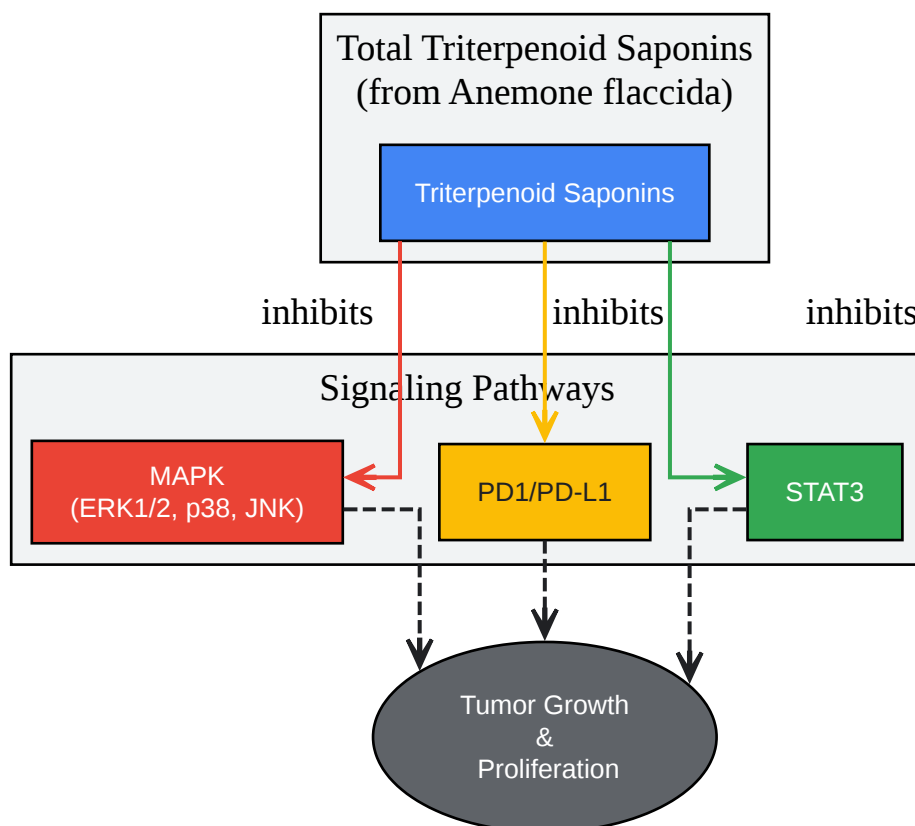 Total Triterpenoid Saponins
(from Anemone flaccida)
Triterpenoid Saponins
inhibits
inhibits
inhibits
Signaling Pathways
MAPK
(ERK1/2, p38, JNK)
PD1/PD-L1
STAT3
Tumor Growth
&
Proliferation